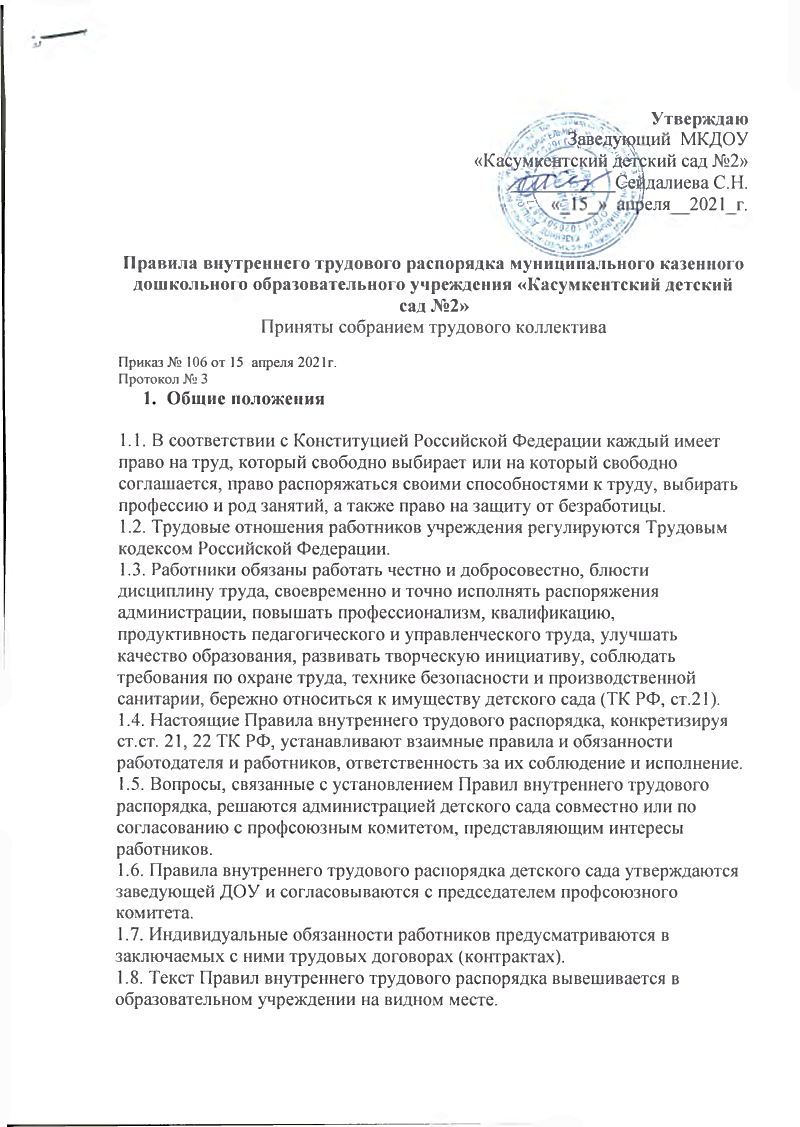 Утверждаю
Заведующий МКДОУ
«Касумкентский детский сад №2»
____________Сейдалиева С.Н.
«_15_» апреля__2021_г.
Правила внутреннего трудового распорядка муниципального казенного
дошкольного образовательного учреждения «Касумкентский детский
сад №2»
Приняты собранием трудового коллектива
Приказ № 106 от 15 апреля 2021г.
Протокол № 3
1. Общие положения
1.1. В соответствии с Конституцией Российской Федерации каждый имеет
право на труд, который свободно выбирает или на который свободно
соглашается, право распоряжаться своими способностями к труду, выбирать
профессию и род занятий, а также право на защиту от безработицы.
1.2. Трудовые отношения работников учреждения регулируются Трудовым
кодексом Российской Федерации.
1.3. Работники обязаны работать честно и добросовестно, блюсти
дисциплину труда, своевременно и точно исполнять распоряжения
администрации, повышать профессионализм, квалификацию,
продуктивность педагогического и управленческого труда, улучшать
качество образования, развивать творческую инициативу, соблюдать
требования по охране труда, технике безопасности и производственной
санитарии, бережно относиться к имуществу детского сада (ТК РФ, ст.21).
1.4. Настоящие Правила внутреннего трудового распорядка, конкретизируя
ст.ст. 21, 22 ТК РФ, устанавливают взаимные правила и обязанности
работодателя и работников, ответственность за их соблюдение и исполнение.
1.5. Вопросы, связанные с установлением Правил внутреннего трудового
распорядка, решаются администрацией детского сада совместно или по
согласованию с профсоюзным комитетом, представляющим интересы
работников.
1.6. Правила внутреннего трудового распорядка детского сада утверждаются
заведующей ДОУ и согласовываются с председателем профсоюзного
комитета.
1.7. Индивидуальные обязанности работников предусматриваются в
заключаемых с ними трудовых договорах (контрактах).
1.8. Текст Правил внутреннего трудового распорядка вывешивается в
образовательном учреждении на видном месте.